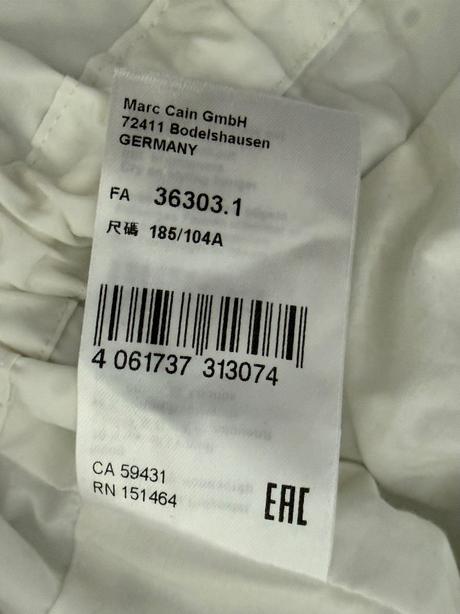 Marc Cain GmbH
72411 Bodelshausen
GERMANY
FA 36303.1
尺碼 185/104A
4 061737 313074
CA 59431
RN 151464
EAC